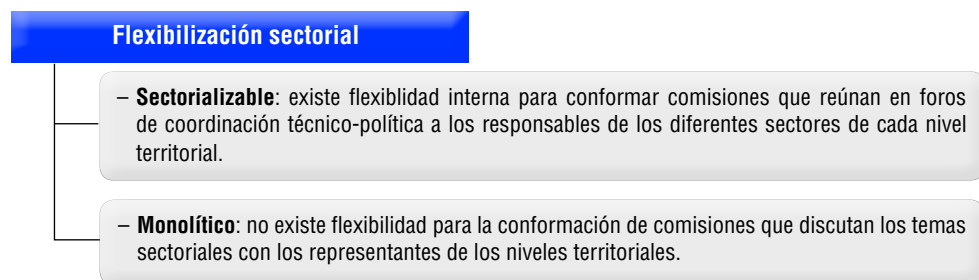 Flexibilización sectorial
– Sectorializable: existe flexiblidad interna para conformar comisiones que reúnan en foros
de coordinación técnico-política a los responsables de los diferentes sectores de cada nivel
territorial.
– Monolítico: no existe flexibilidad para la conformación de comisiones que discutan los temas
sectoriales con los representantes de los niveles territoriales.